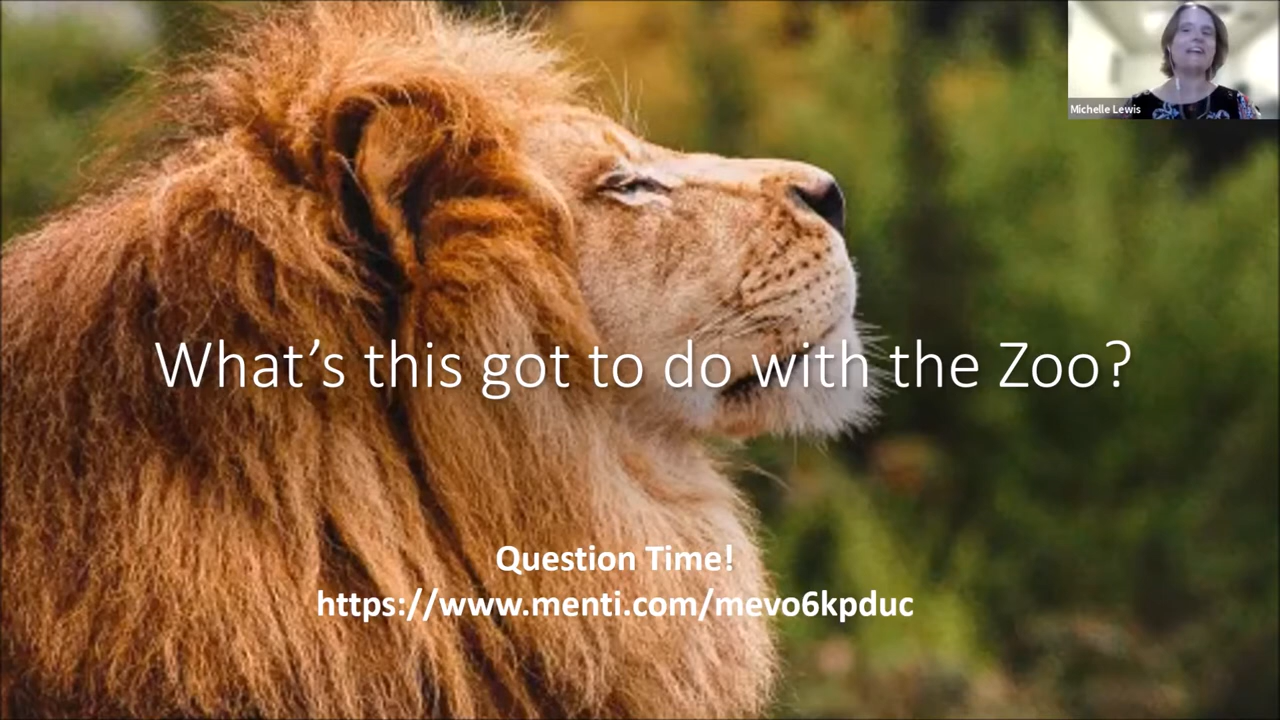 Michelle Lewis
What's this got to do with the Zoo?
Question Time!
https://www.menti.com/mevo6kpduc